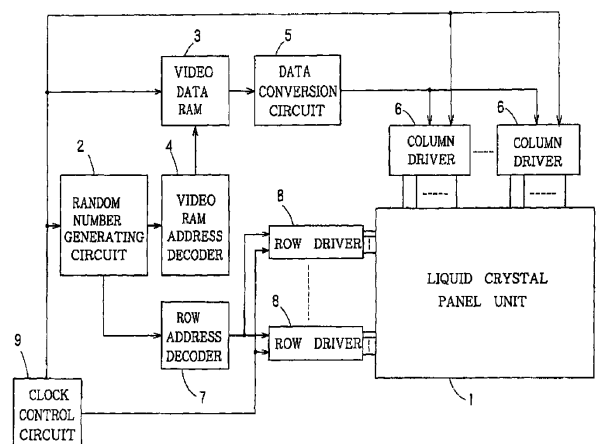 3
VIDEO
DATA
RAM
5
DATA
CONVERSION
CIRCUIT
6
COLUMN
DRIVER
6
COLUMN
DRIVER
2
RANDOM
NUMBER
GENERATING
CIRCUIT
4
VIDEO
RAM
ADDRESS
DECODER
8
ROW DRIVER
8
ROW DRIVER
LIQUID CRYSTAL
PANEL UNIT
1
ROW
ADDRESS
DECODER
7
9
CLOCK
CONTROL
CIRCUIT